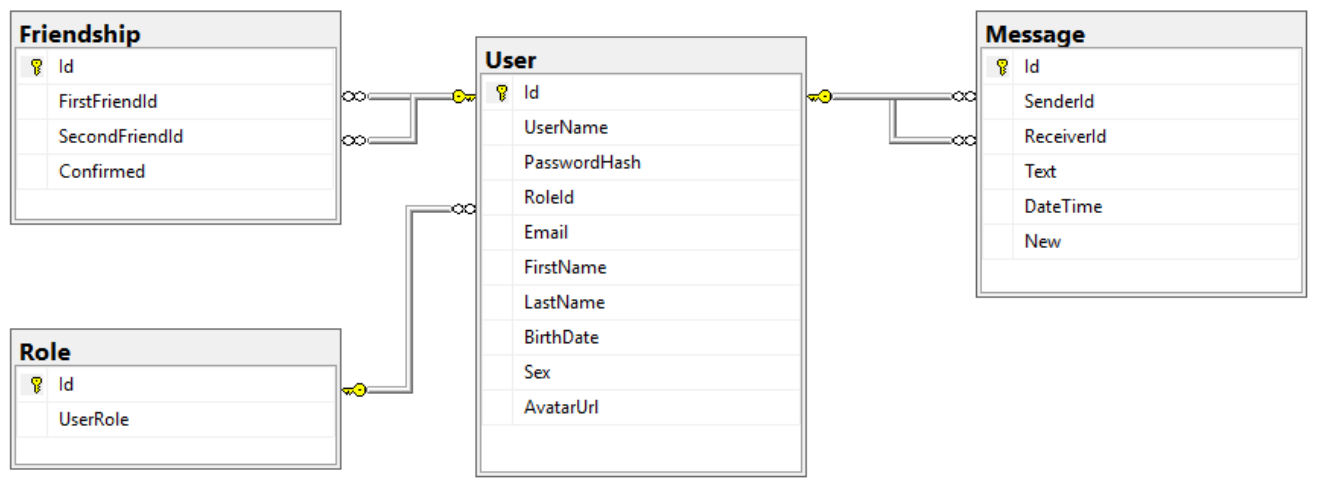 Friendship
Id
FirstFriendId
SecondFriendId
Confirmed
Role
Id
UserRole
User
Id
UserName
PasswordHash
RoleId
Email
FirstName
LastName
BirthDate
Sex
AvatarUrl
Message
Id
SenderId
ReceiverId
Text
DateTime
New